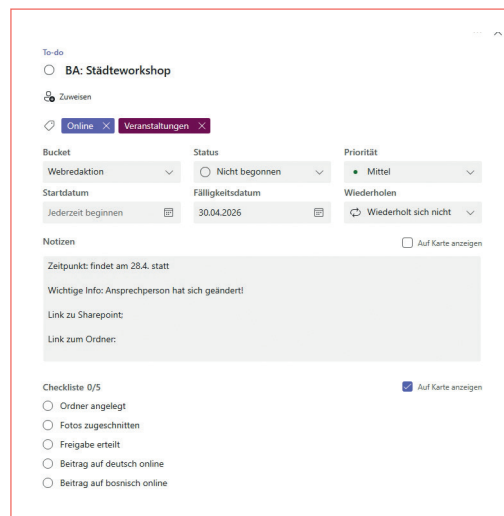 To-do
BA: Städteworkshop
Zuweisen
Online Veranstaltungen
Bucket Status Priorität
Webredaktion Nicht begonnen Mittel
Startdatum Fälligkeitsdatum Wiederholen
Jederzeit beginnen 30.04.2026 Wiederholt sich nicht
Notizen Auf Karte anzeigen
Zeitpunkt: findet am 28.4. statt
Wichtige Info: Ansprechperson hat sich geändert!
Link zu Sharepoint:
Link zum Ordner:
Checkliste 0/5 Auf Karte anzeigen
Ordner angelegt
Fotos zugeschnitten
Freigabe erteilt
Beitrag auf deutsch online
Beitrag auf bosnisch online